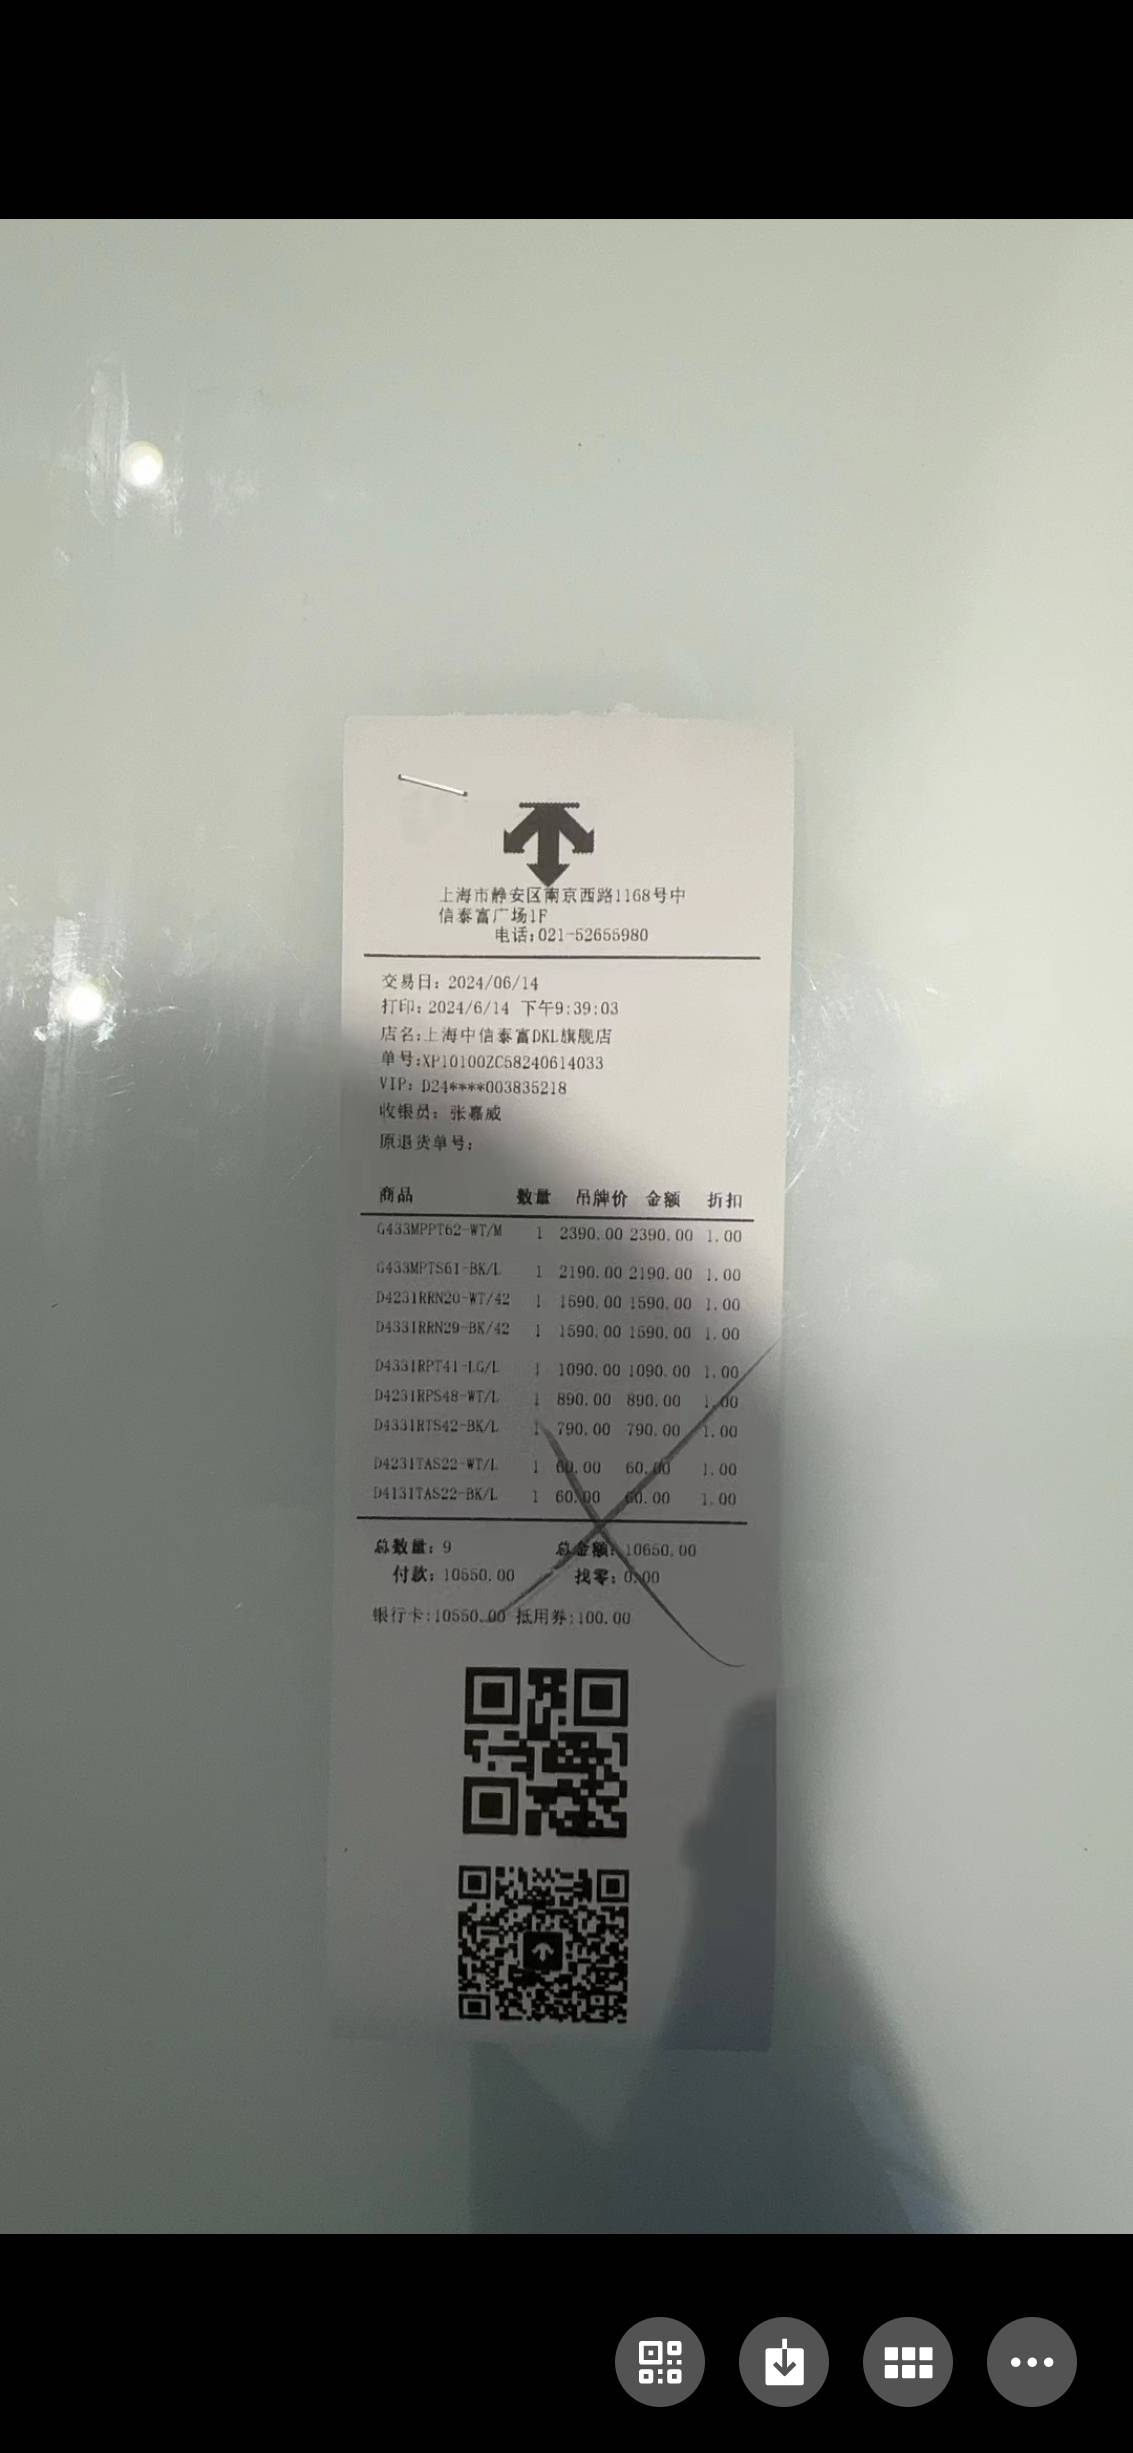 上海市静安区南京西路1168号中
信泰富广场1F
电话:021-52655980
交易日: 2024/06/14
打印: 2024/6/14 下午9:39:03
店名:上海中信泰富DKL旗舰店
单号:XP10100ZC58240614033
VIP: D24****003835218
收银员: 张嘉威
原退货单号:
商品 数量 吊牌价 金额 折扣
G433MPPT62-WT/M 1 2390.00 2390.00 1.00
G433MPTS61-BK/L 1 2190.00 2190.00 1.00
D4231RRN20-WT/42 1 1590.00 1590.00 1.00
D4331RRN29-BK/42 1 1590.00 1590.00 1.00
D4331RPT41-LG/L 1 1090.00 1090.00 1.00
D4231RPS48-WT/L 1 890.00 890.00 1.00
D4331RTS42-BK/L 1 790.00 790.00 1.00
D4231TAS22-WT/L 1 60.00 60.00 1.00
D4131TAS22-BK/L 1 60.00 60.00 1.00
总数量: 9 总金额: 10650.00
付款: 10550.00 找零: 0.00
银行卡:10550.00 抵用券:100.00